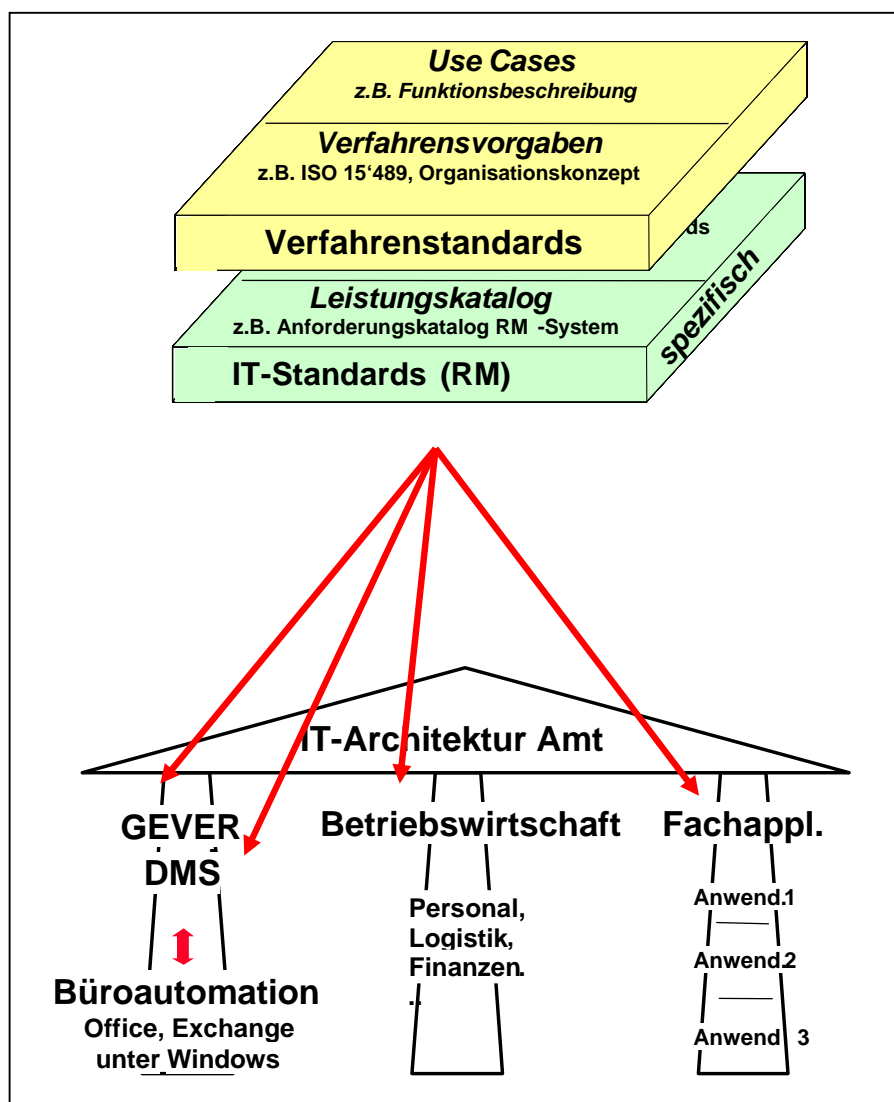 Use Cases
z.B. Funktionsbeschreibung
Verfahrensvorgaben
z.B. ISO 15‘489, Organisationskonzept
Verfahrenstandards
Leistungskatalog
z.B. Anforderungskatalog RM -System
IT-Standards (RM)
spezifisch
IT-Architektur Amt
GEVER
DMS
Büroautomation
Office, Exchange
unter Windows
Betriebswirtschaft
Personal,
Logistik,
Finanzen.
..
Fachappl.
Anwend.1
Anwend.2
Anwend 3